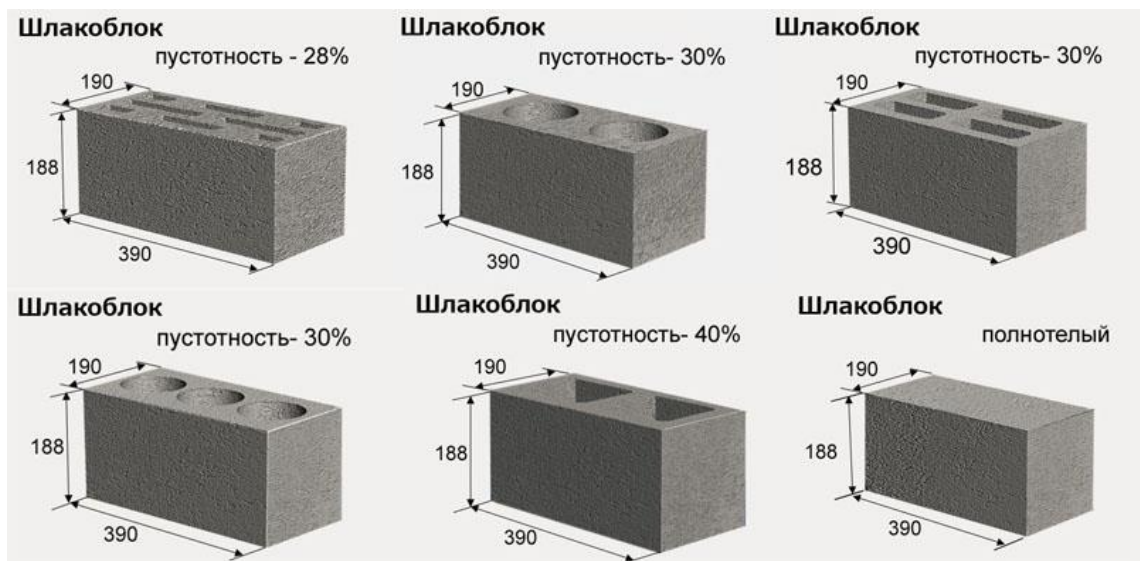 Шлакоблок
пустотность - 28%
190
188
390
Шлакоблок
пустотность- 30%
190
188
390
Шлакоблок
пустотность- 30%
190
188
390
Шлакоблок
пустотность- 30%
190
188
390
Шлакоблок
пустотность- 40%
190
188
390
Шлакоблок
полнотелый
190
188
390